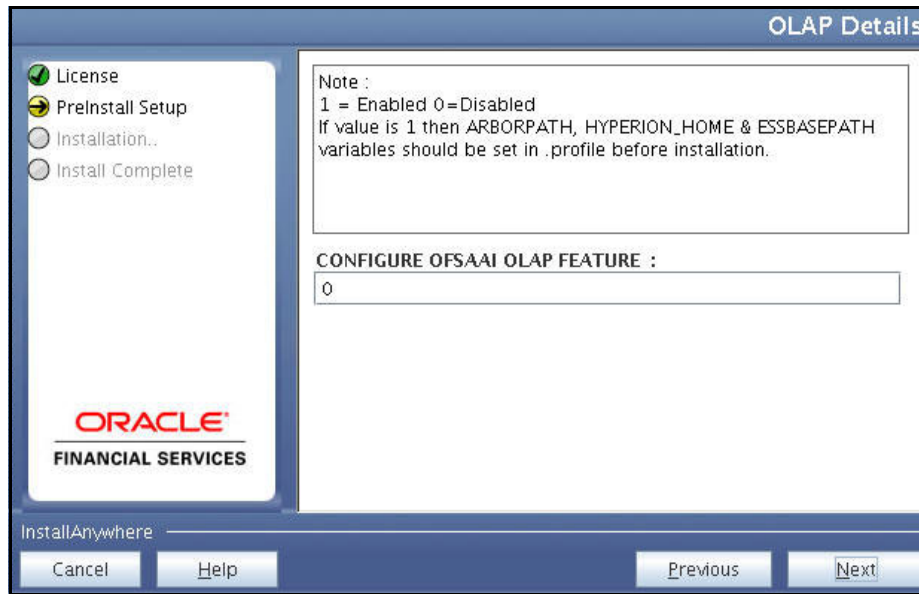 OLAP Details
License
PreInstall Setup
Installation..
Install Complete
Note :
1 = Enabled 0=Disabled
If value is 1 then ARBORPATH, HYPERION_HOME & ESSBASEPATH
variables should be set in .profile before installation.
CONFIGURE OFSAAI OLAP FEATURE :
0
ORACLE
FINANCIAL SERVICES
InstallAnywhere
Cancel Help Previous Next